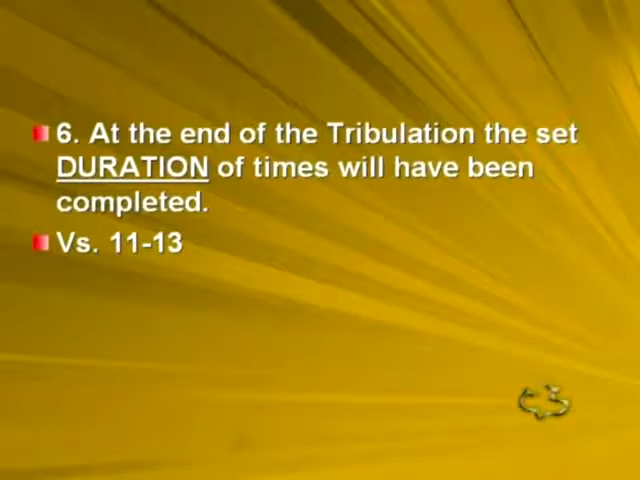 6. At the end of the Tribulation the set
DURATION of times will have been
completed.
Vs. 11-13